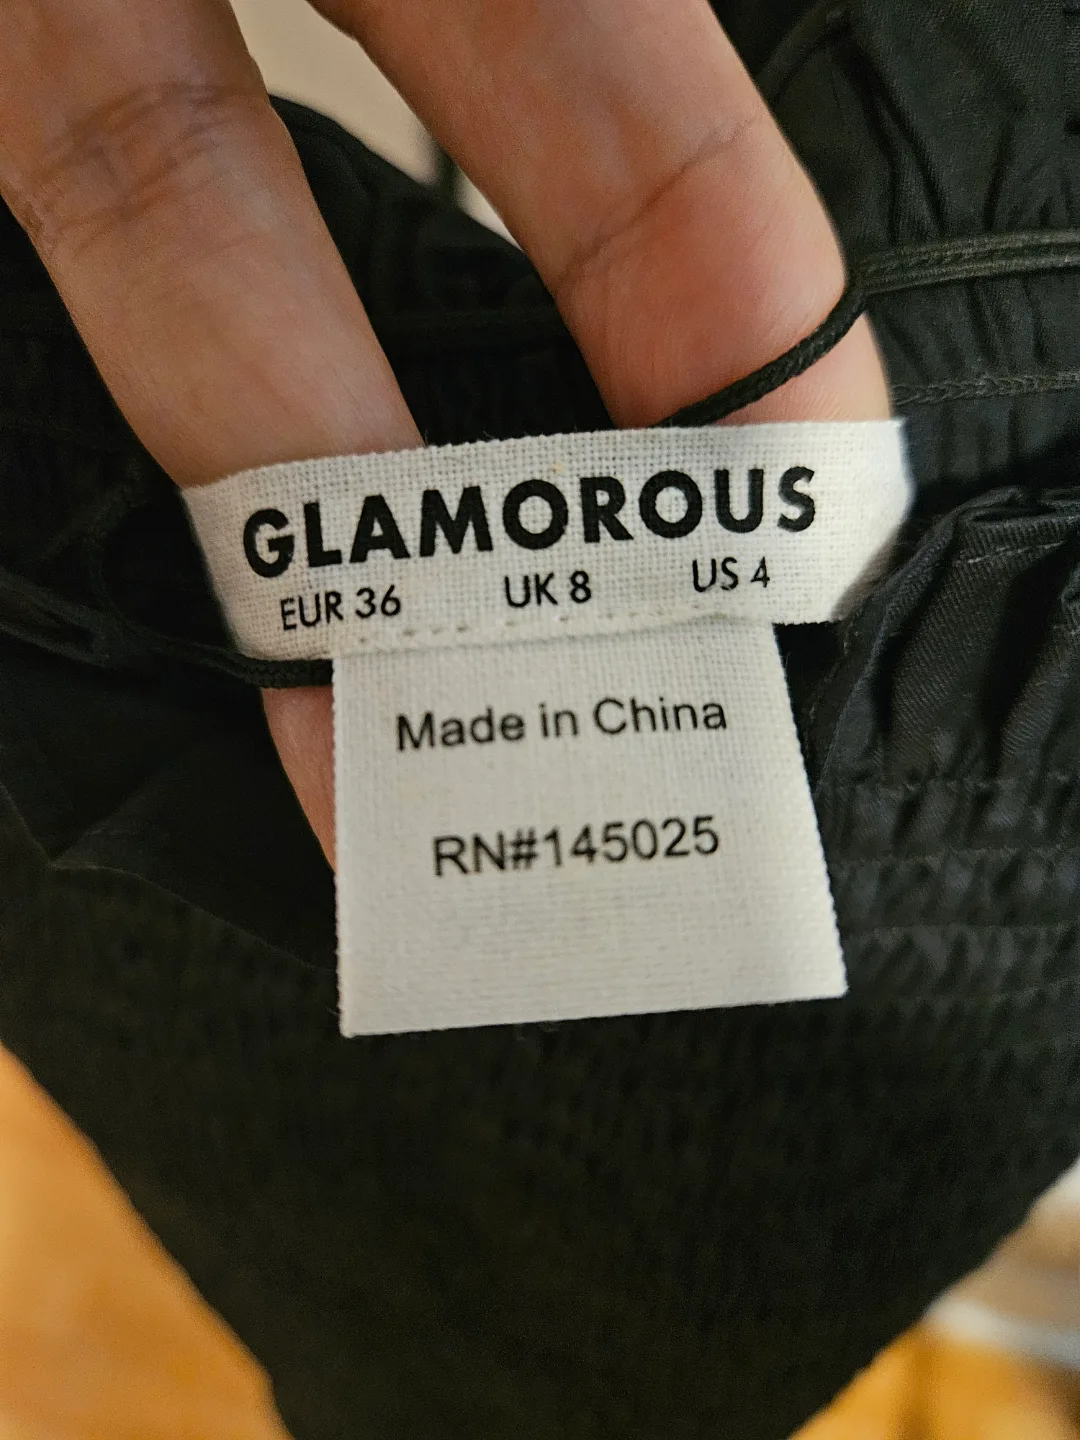 GLAMOROUS
EUR 36 UK 8 US 4
Made in China
RN#145025